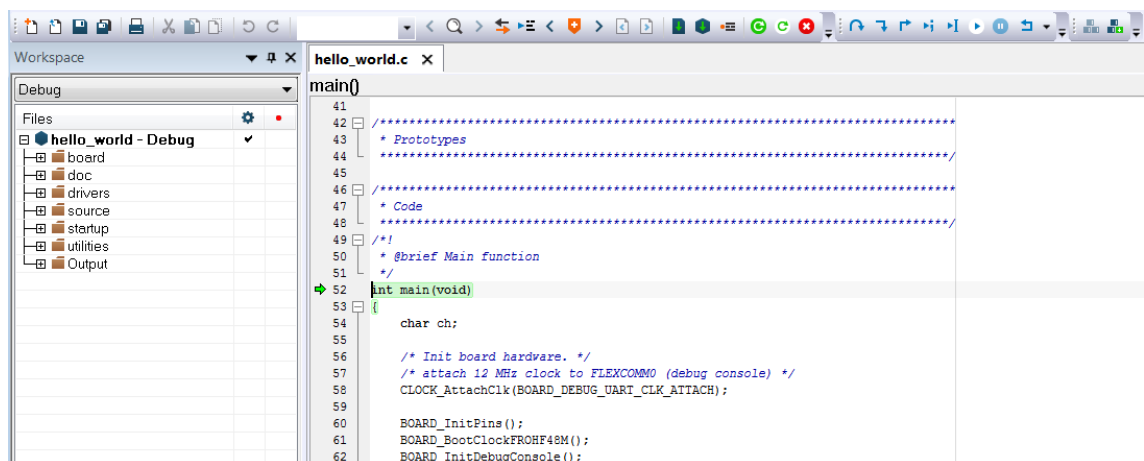 Workspace
Debug
Files
hello_world - Debug
board
doc
drivers
source
startup
utilities
Output
hello_world.c
main()
41
42 /*******************************************************************************
43  * Prototypes
44  ******************************************************************************/
45
46 /*******************************************************************************
47  * Code
48  ******************************************************************************/
49 /*!
50  * @brief Main function
51  */
52 int main(void)
53 {
54     char ch;
55
56     /* Init board hardware. */
57     /* attach 12 MHz clock to FLEXCOMM0 (debug console) */
58     CLOCK_AttachClk(BOARD_DEBUG_UART_CLK_ATTACH);
59
60     BOARD_InitPins();
61     BOARD_BootClockFROHF48M();
62     BOARD_InitDebugConsole();